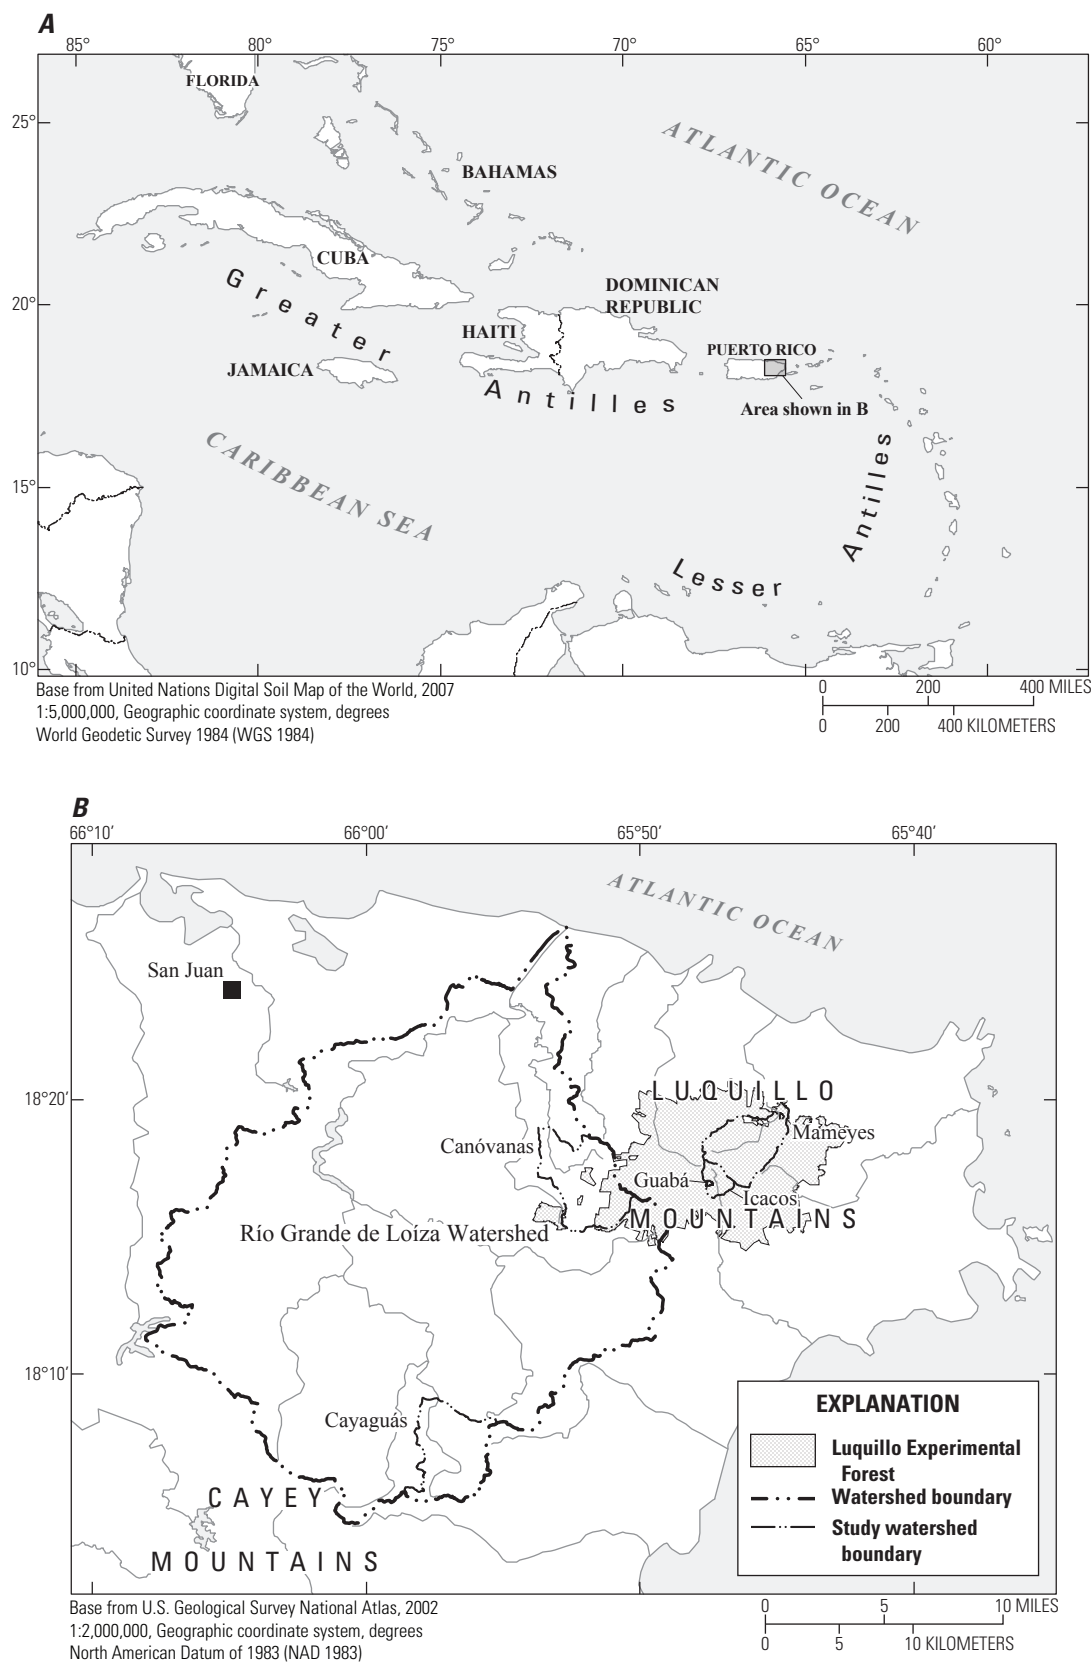 A
85° 80° 75° 70° 65° 60°
FLORIDA
25°
ATLANTIC OCEAN
BAHAMAS
CUBA
Greater
DOMINICAN
REPUBLIC
20°
HAITI
PUERTO RICO
JAMAICA
Antilles
Area shown in B
CARIBBEAN SEA
Antilles
15°
Lesser
10°
Base from United Nations Digital Soil Map of the World, 2007
1:5,000,000, Geographic coordinate system, degrees
World Geodetic Survey 1984 (WGS 1984)
0 200 400 MILES
0 200 400 KILOMETERS
B
66°10′ 66°00′ 65°50′ 65°40′
ATLANTIC OCEAN
San Juan
18°20′
LUQUILLO
Mameyes
Canóvanas
Guabá
Icacos
MOUNTAINS
Río Grande de Loíza Watershed
18°10′
Cayaguás
CAYEY
MOUNTAINS
EXPLANATION
Luquillo Experimental
Forest
Watershed boundary
Study watershed
boundary
Base from U.S. Geological Survey National Atlas, 2002
1:2,000,000, Geographic coordinate system, degrees
North American Datum of 1983 (NAD 1983)
0 5 10 MILES
0 5 10 KILOMETERS